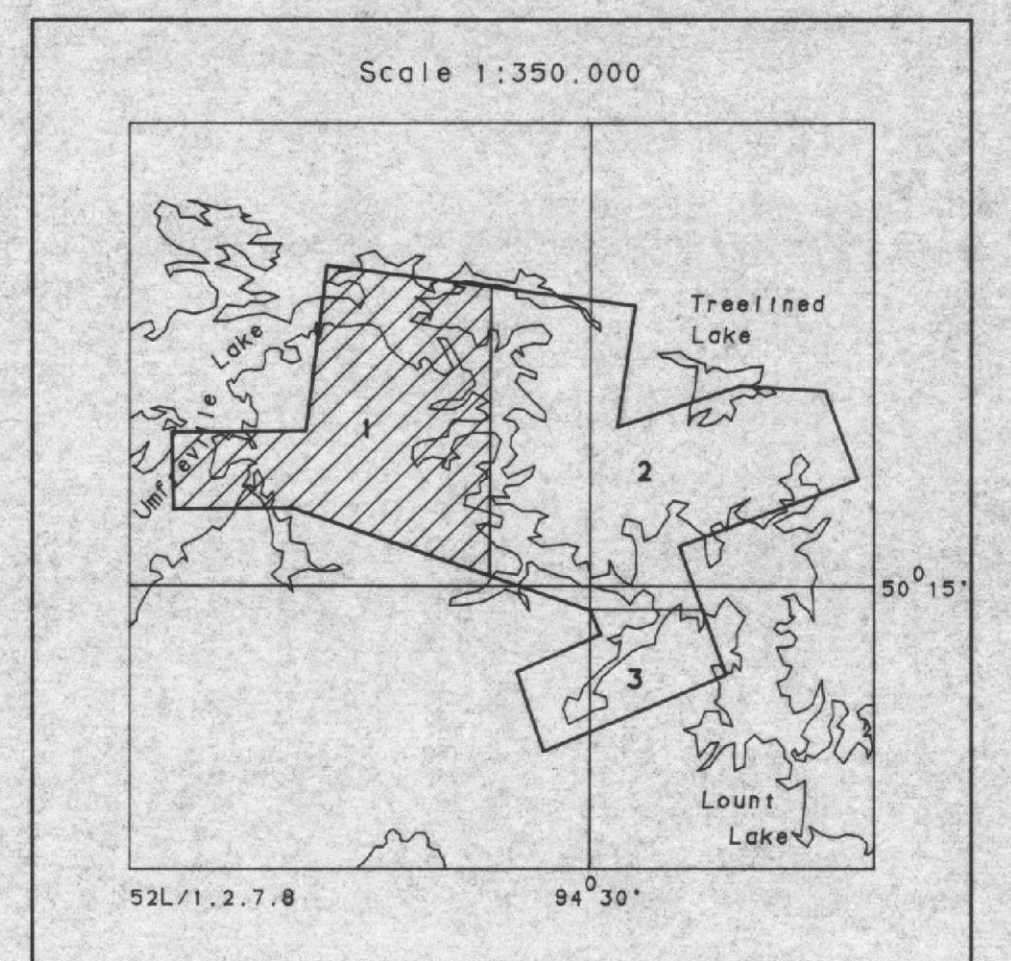 Scale 1:350.000
Treelined
Lake
Umfreville Lake
1
2
50° 15'
3
Lount
Lake
52L/1.2.7.8
94° 30'